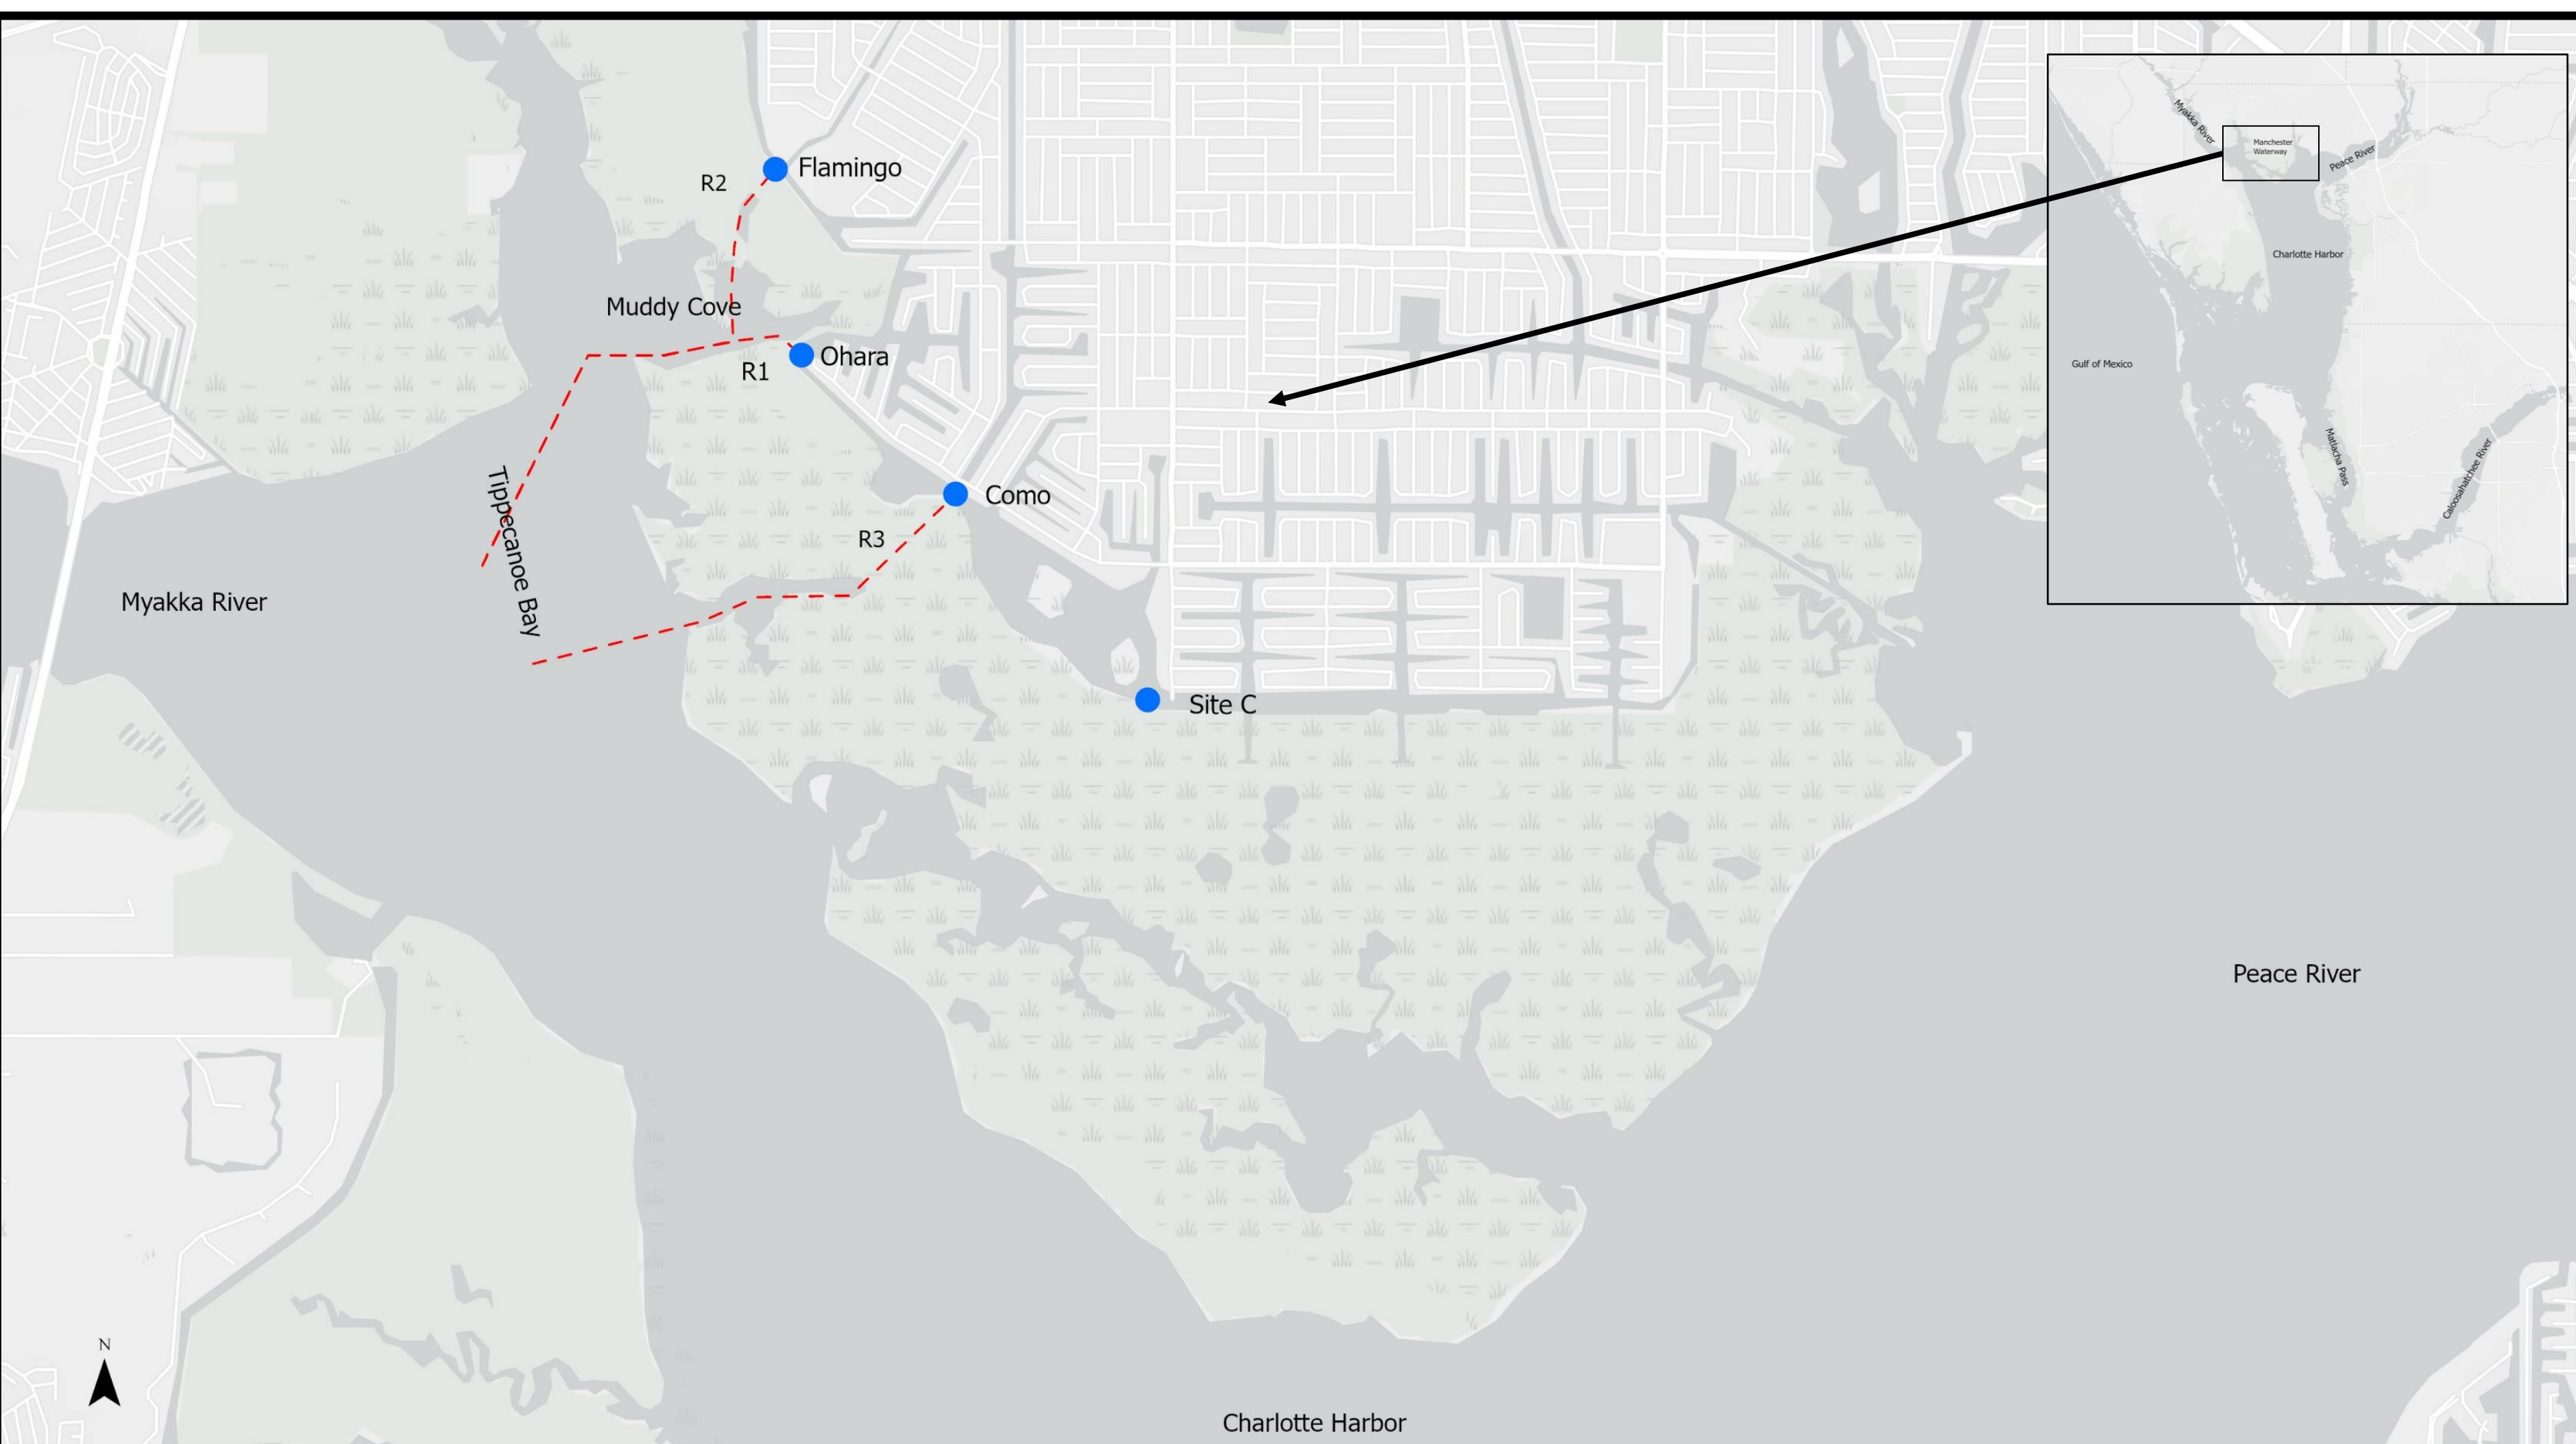 Flamingo
R2
Muddy Cove
Ohara
R1
Como
R3
Tippecanoe Bay
Myakka River
Site C
Peace River
Charlotte Harbor
N
Myakka River
Manchester
Waterway
Peace River
Charlotte Harbor
Gulf of Mexico
Matlacha Pass
Caloosahatchee River